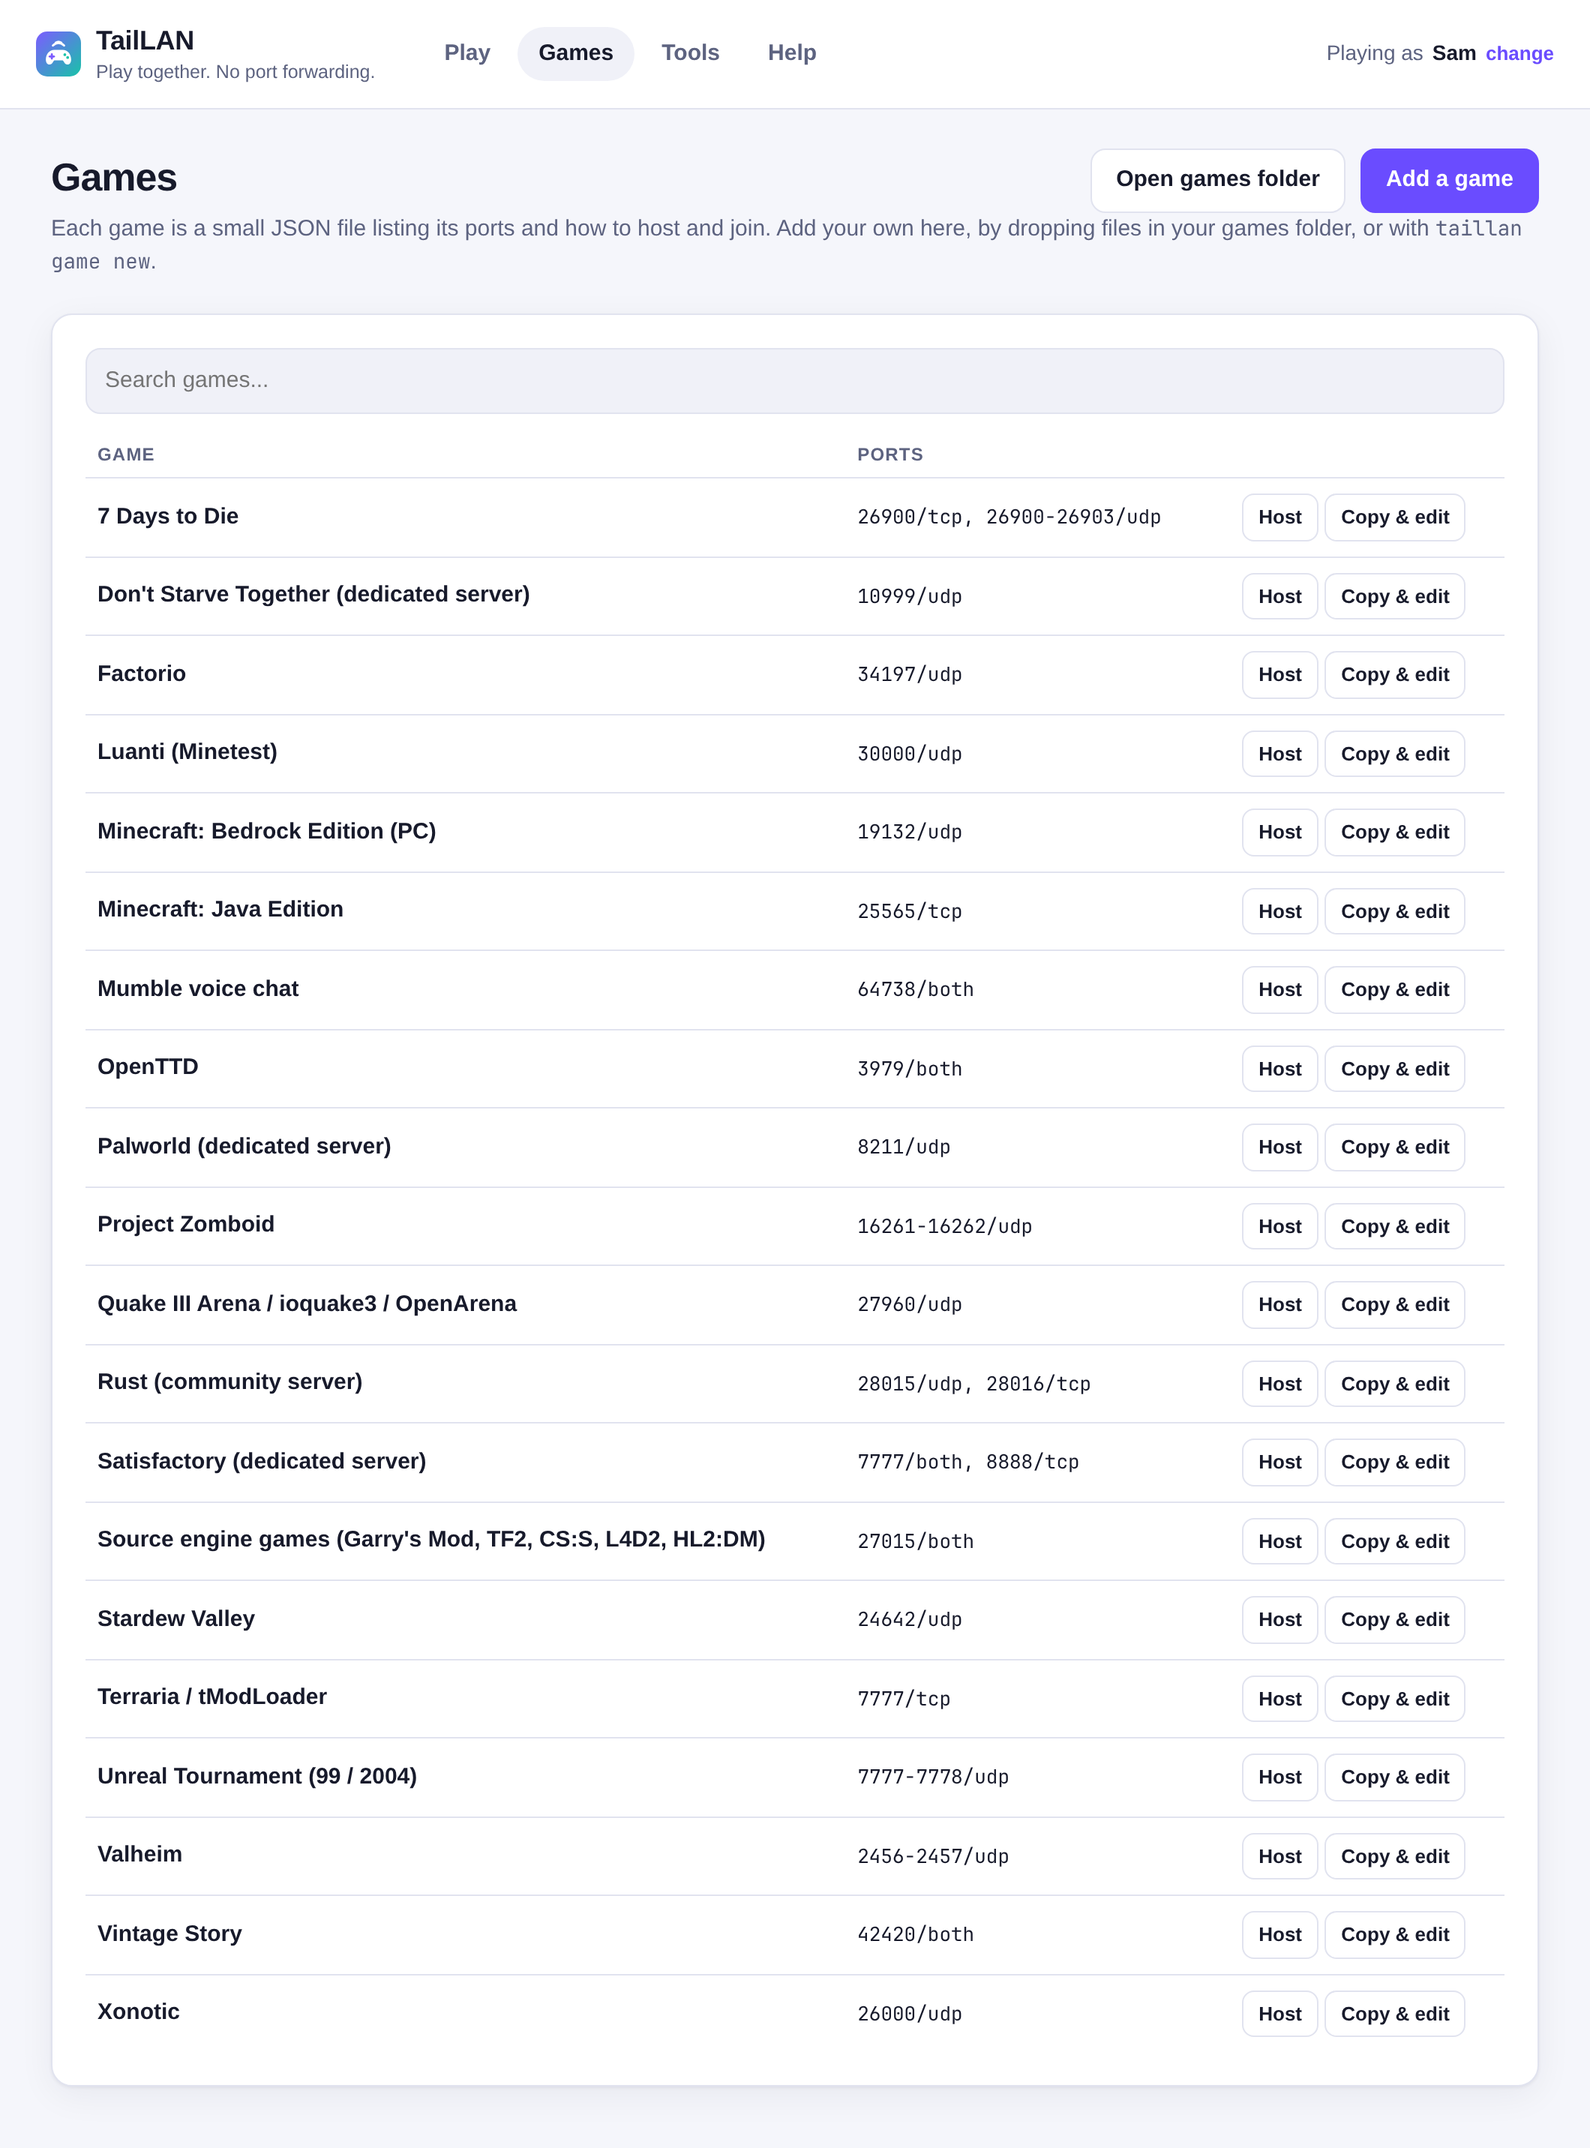 TailLAN
Play together. No port forwarding.
Play
Games
Tools
Help
Playing as Sam change
Games
Open games folder
Add a game
Each game is a small JSON file listing its ports and how to host and join. Add your own here, by dropping files in your games folder, or with taillan
game new.
Search games...
GAME PORTS
7 Days to Die 26900/tcp, 26900-26903/udp Host Copy & edit
Don't Starve Together (dedicated server) 10999/udp Host Copy & edit
Factorio 34197/udp Host Copy & edit
Luanti (Minetest) 30000/udp Host Copy & edit
Minecraft: Bedrock Edition (PC) 19132/udp Host Copy & edit
Minecraft: Java Edition 25565/tcp Host Copy & edit
Mumble voice chat 64738/both Host Copy & edit
OpenTTD 3979/both Host Copy & edit
Palworld (dedicated server) 8211/udp Host Copy & edit
Project Zomboid 16261-16262/udp Host Copy & edit
Quake III Arena / ioquake3 / OpenArena 27960/udp Host Copy & edit
Rust (community server) 28015/udp, 28016/tcp Host Copy & edit
Satisfactory (dedicated server) 7777/both, 8888/tcp Host Copy & edit
Source engine games (Garry's Mod, TF2, CS:S, L4D2, HL2:DM) 27015/both Host Copy & edit
Stardew Valley 24642/udp Host Copy & edit
Terraria / tModLoader 7777/tcp Host Copy & edit
Unreal Tournament (99 / 2004) 7777-7778/udp Host Copy & edit
Valheim 2456-2457/udp Host Copy & edit
Vintage Story 42420/both Host Copy & edit
Xonotic 26000/udp Host Copy & edit